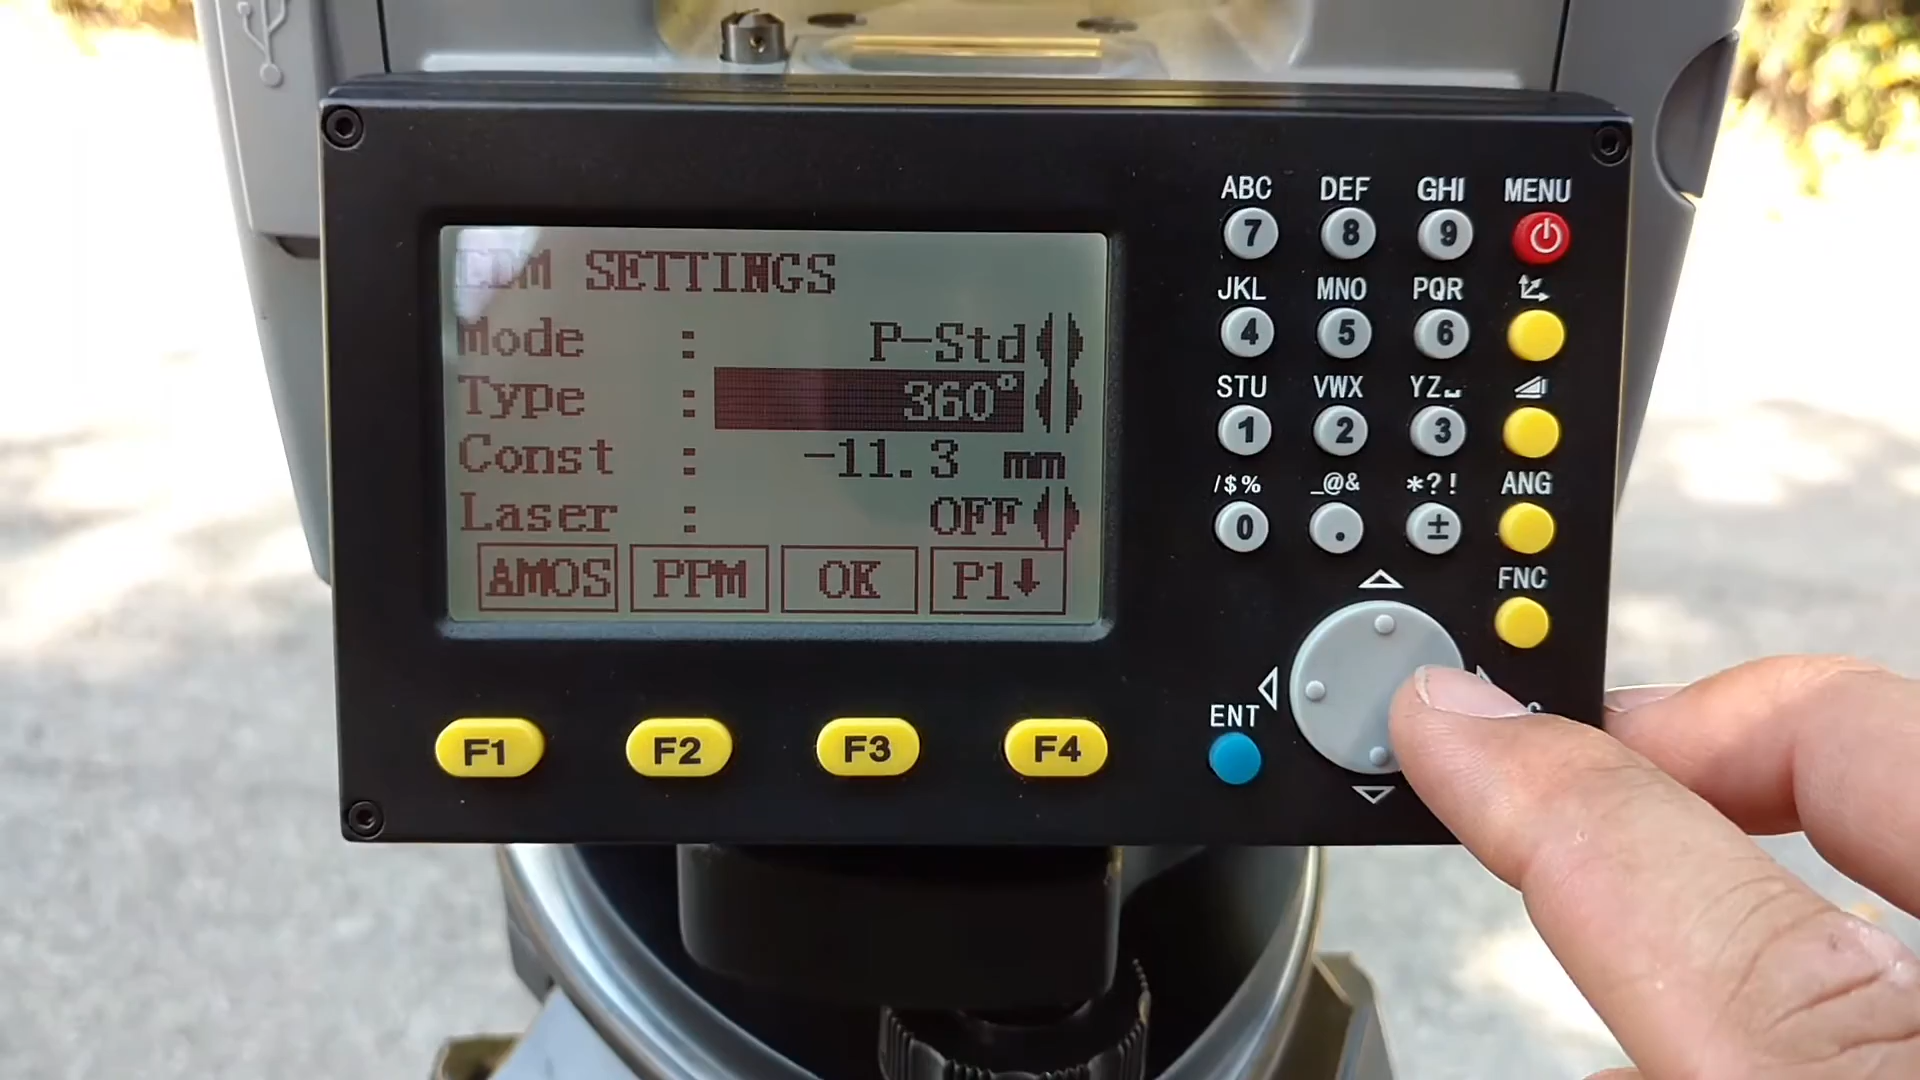 EDM SETTINGS
Mode : P-Std
Type : 360°
Const : -11.3 mm
Laser : OFF
AMOS PPM OK P1↓
F1 F2 F3 F4
ABC DEF GHI MENU
7 8 9
JKL MNO PQR
4 5 6
STU VWX YZ␣
1 2 3
/$% _@& *?! ANG
0 . ±
FNC
ENT